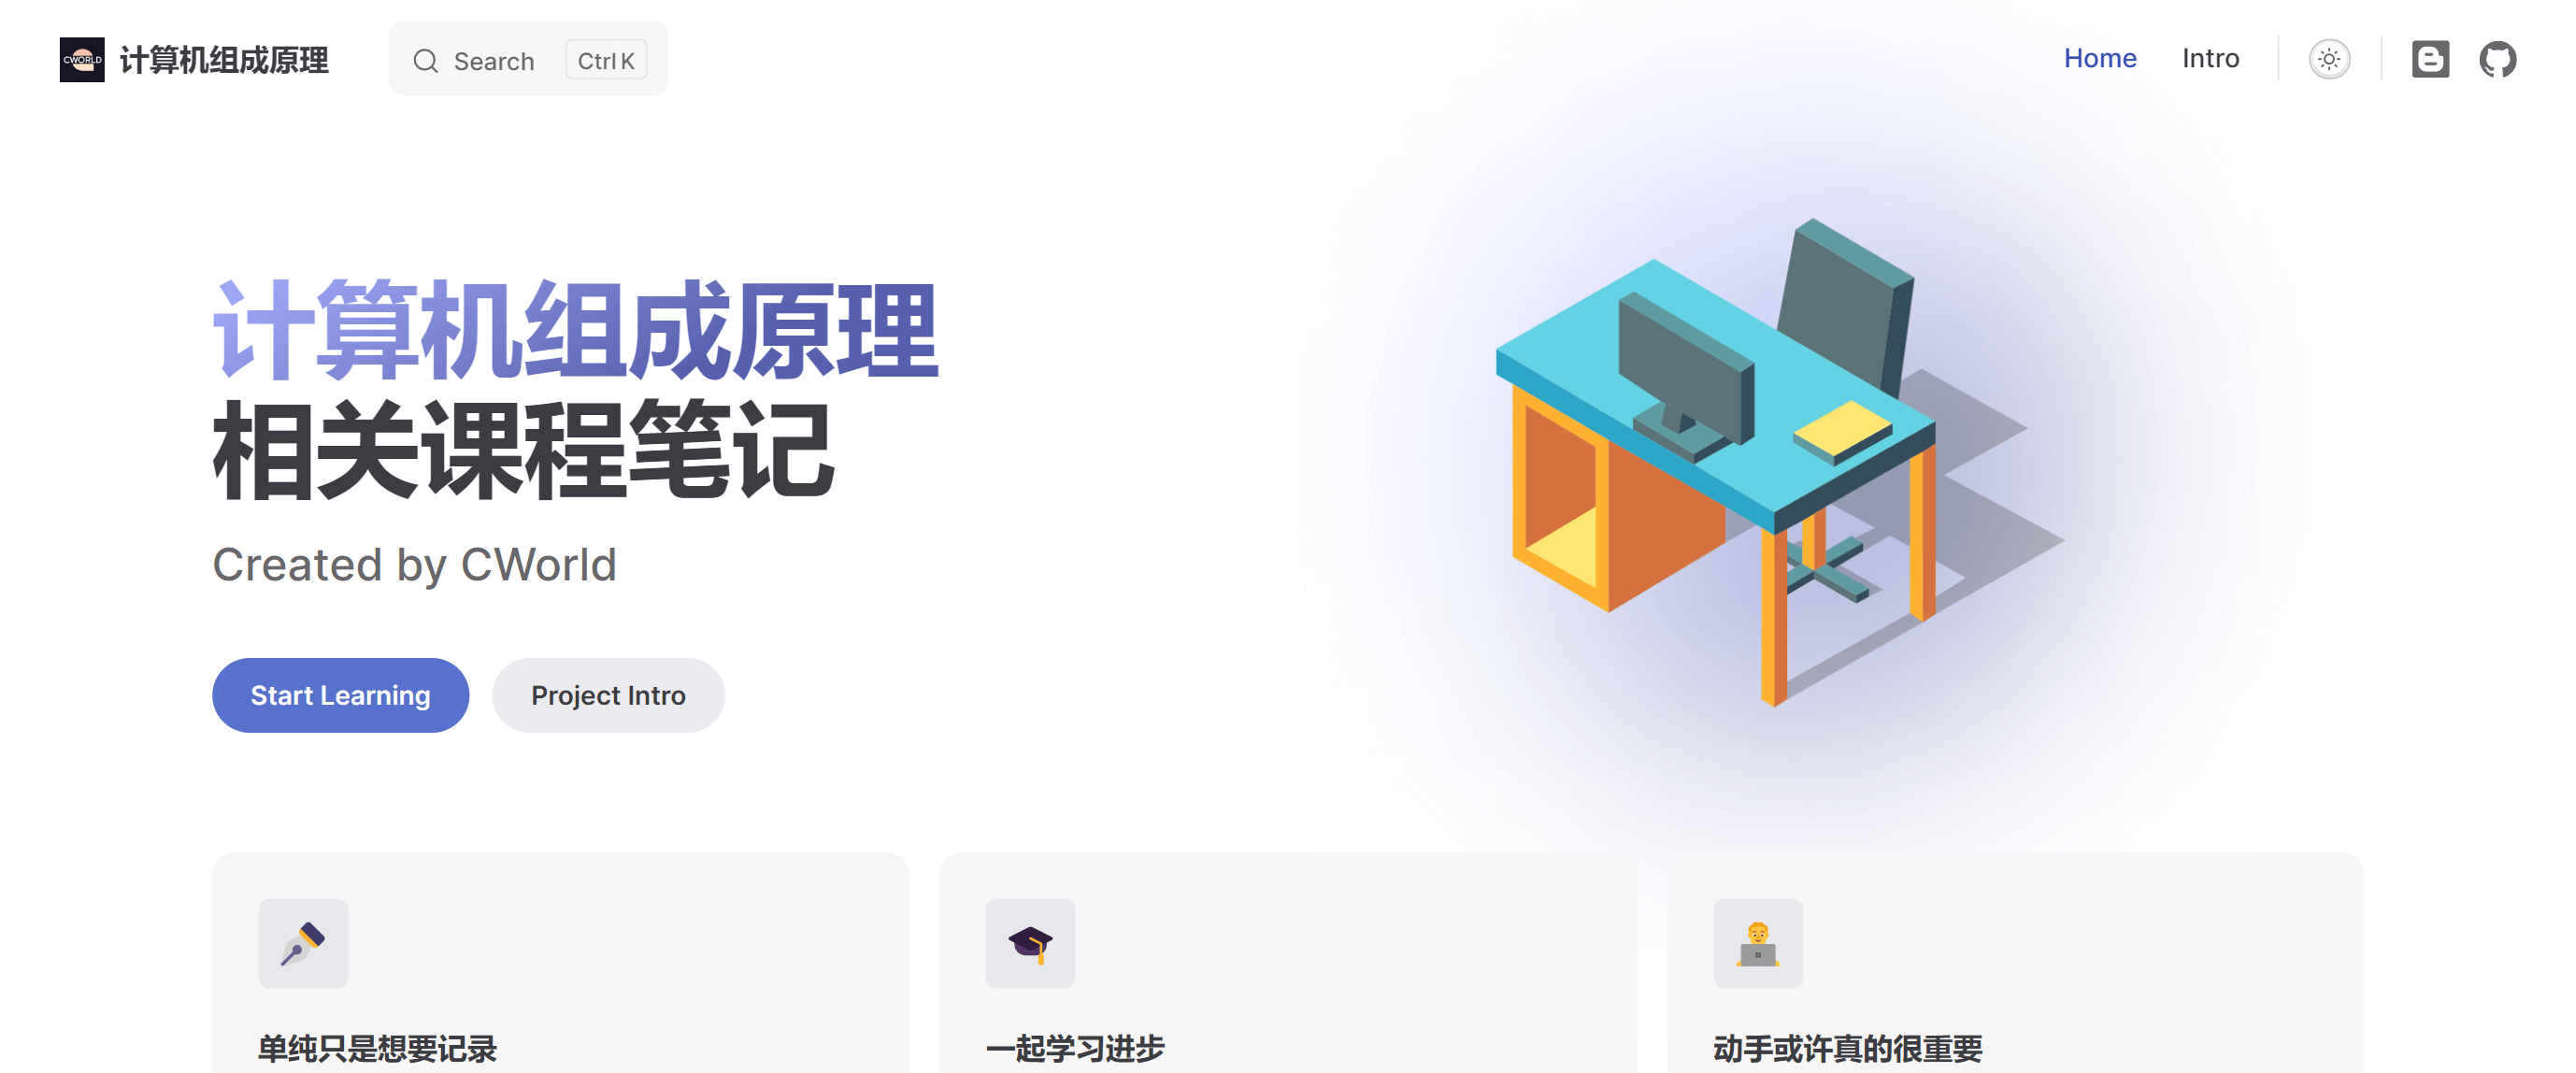 CWORLD
计算机组成原理
Search
Ctrl K
Home
Intro
计算机组成原理
相关课程笔记
Created by CWorld
Start Learning
Project Intro
单纯只是想要记录
一起学习进步
动手或许真的很重要